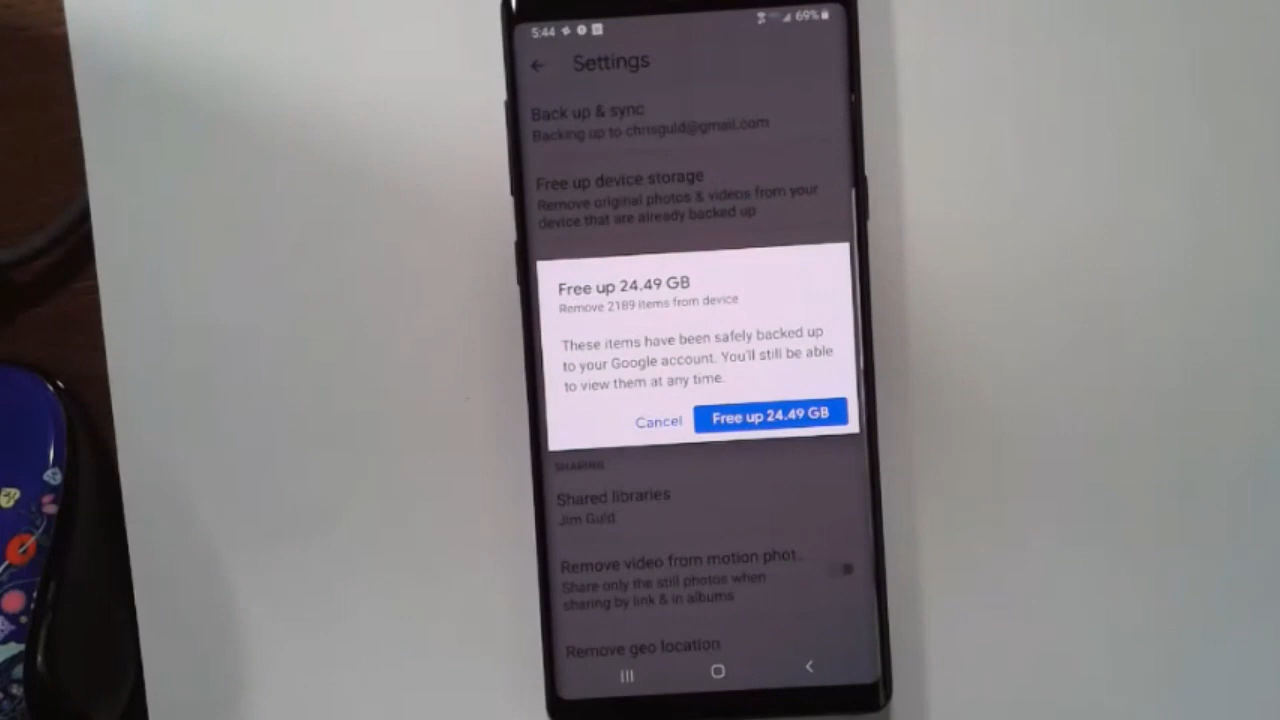 5:44
69%
Settings
Back up & sync
Backing up to chrisguld@gmail.com
Free up device storage
Remove original photos & videos from your
device that are already backed up
Free up 24.49 GB
Remove 2189 items from device
These items have been safely backed up
to your Google account. You'll still be able
to view them at any time.
Cancel
Free up 24.49 GB
SHARING
Shared libraries
Jim Guld
Remove video from motion phot..
Share only the still photos when
sharing by link & in albums
Remove geo location